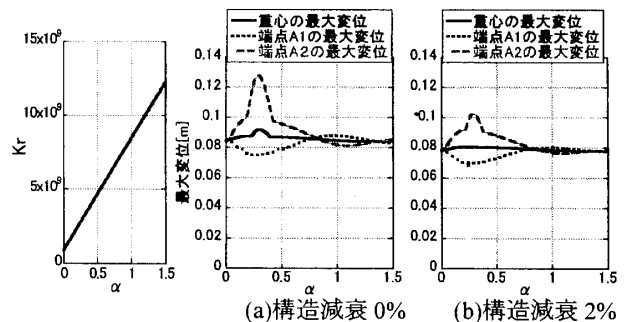 Kr
15x10⁹
10x10⁹
5x10⁹
0
0 0.5 1 1.5
α
重心の最大変位
端点A1の最大変位
端点A2の最大変位
最大変位[m]
0.14
0.12
0.1
0.08
0.06
0.04
0.02
0
0 0.5 1 1.5
α
(a)構造減衰 0%
重心の最大変位
端点A1の最大変位
端点A2の最大変位
0.14
0.12
0.1
0.08
0.06
0.04
0.02
0
0 0.5 1 1.5
α
(b)構造減衰 2%